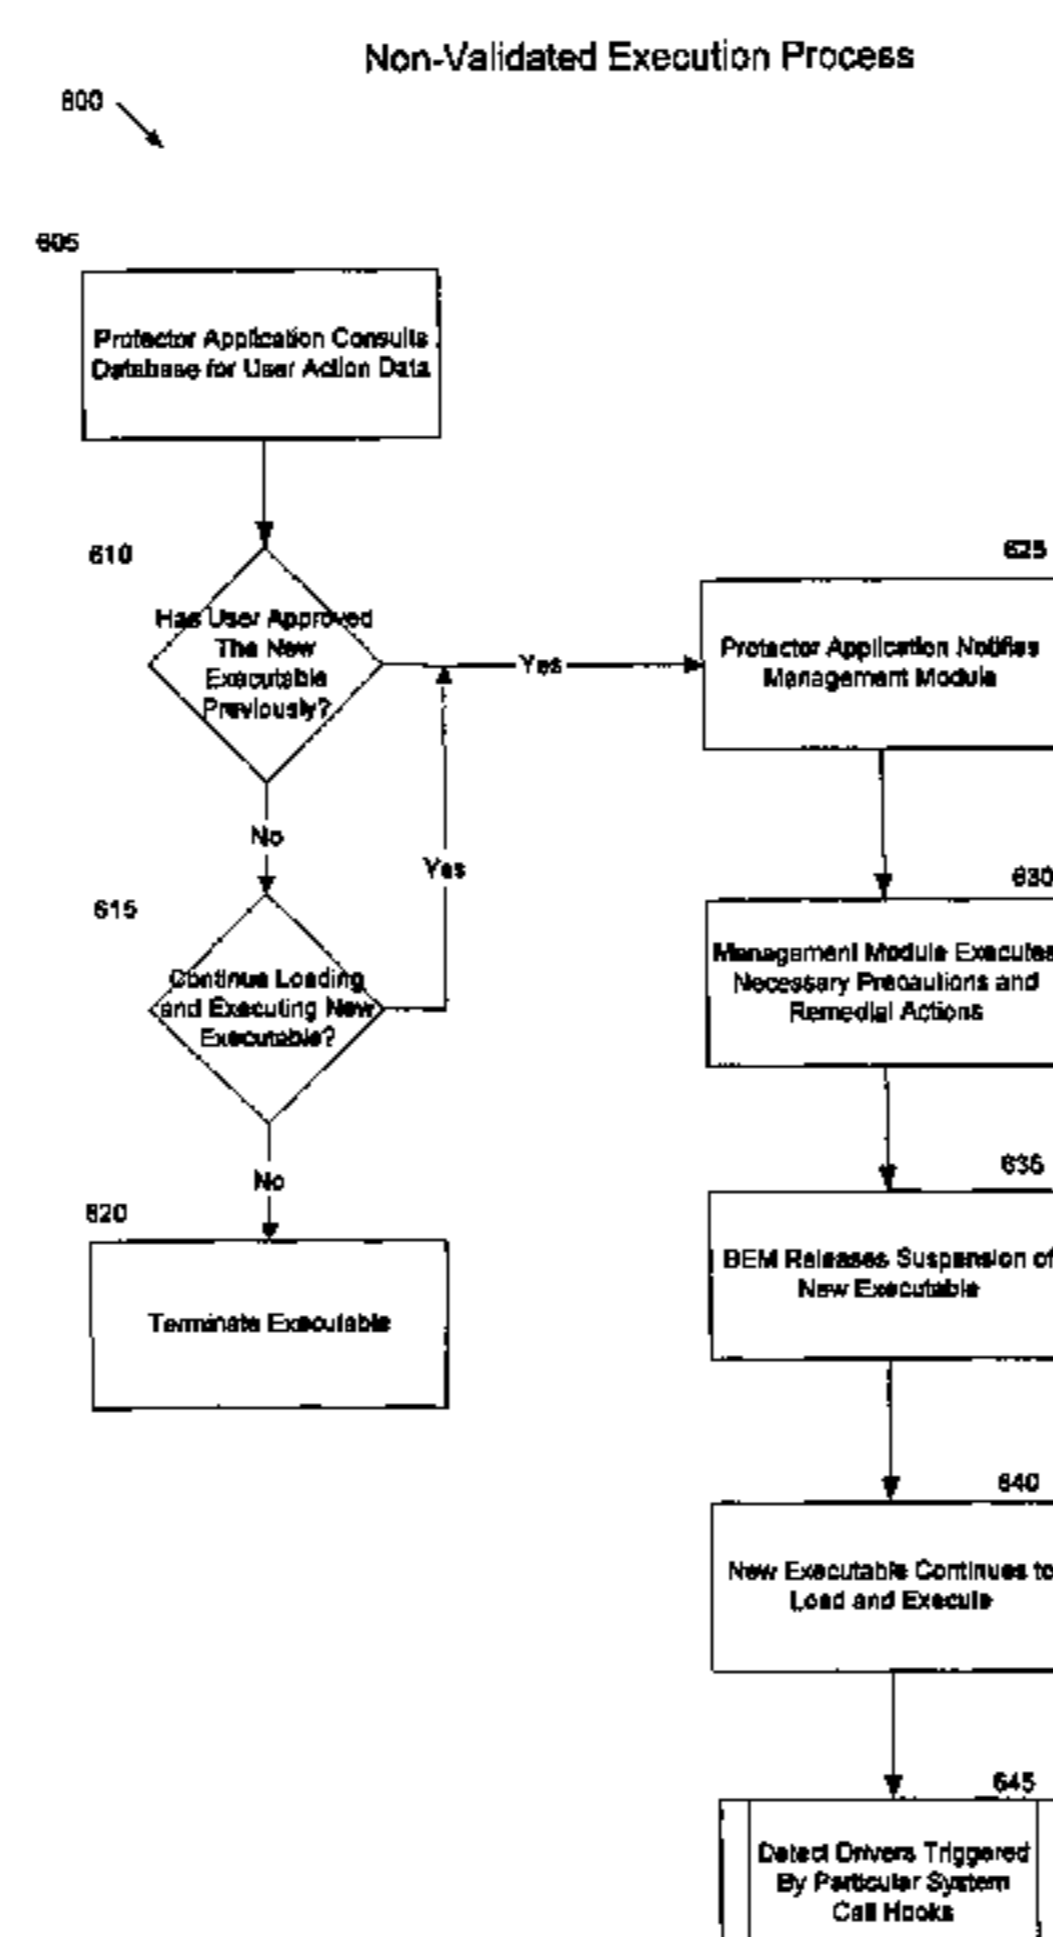 Non-Validated Execution Process
600
605
Protector Application Consults
Database for User Action Data
610
Has User Approved
The New
Executable
Previously?
Yes
No
615
Continue Loading
and Executing New
Executable?
Yes
No
620
Terminate Executable
625
Protector Application Notifies
Management Module
630
Management Module Executes
Necessary Precautions and
Remedial Actions
635
BEM Releases Suspension of
New Executable
640
New Executable Continues to
Load and Execute
645
Detect Drivers Triggered
By Particular System
Call Hooks